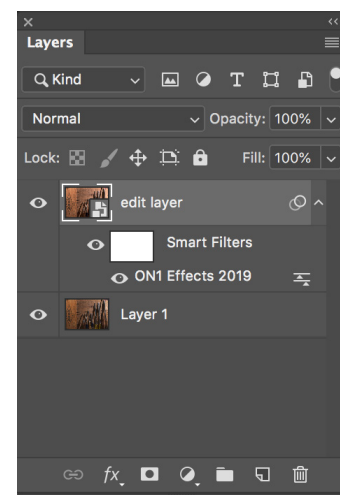 Layers
Kind
Normal Opacity: 100%
Lock: Fill: 100%
edit layer
Smart Filters
ON1 Effects 2019
Layer 1
fx